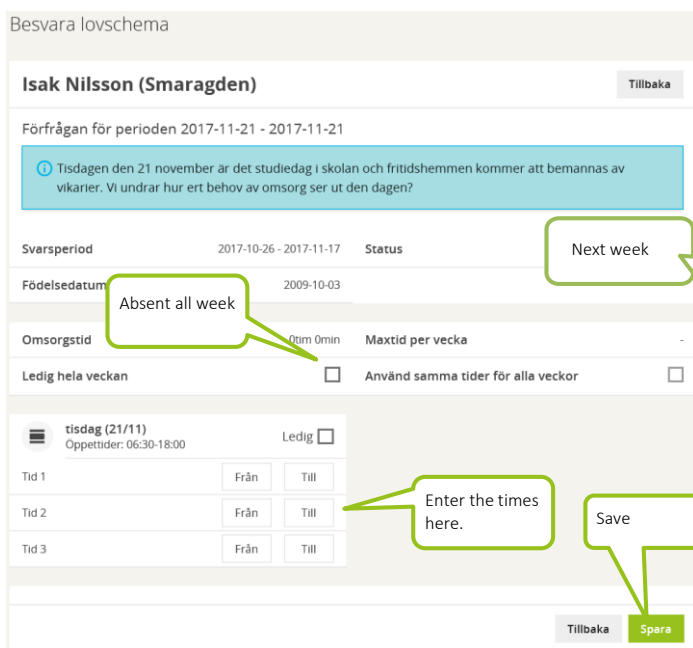 Besvara lovschema
Isak Nilsson (Smaragden)
Tillbaka
Förfrågan för perioden 2017-11-21 - 2017-11-21
Tisdagen den 21 november är det studiedag i skolan och fritidshemmen kommer att bemannas av
vikarier. Vi undrar hur ert behov av omsorg ser ut den dagen?
Svarsperiod 2017-10-26 - 2017-11-17 Status
Next week
Födelsedatum 2009-10-03
Absent all week
Omsorgstid 0tim 0min Maxtid per vecka -
Ledig hela veckan Använd samma tider för alla veckor
tisdag (21/11)
Öppettider: 06:30-18:00
Ledig
Tid 1 Från Till
Tid 2 Från Till
Tid 3 Från Till
Enter the times
here.
Save
Tillbaka Spara